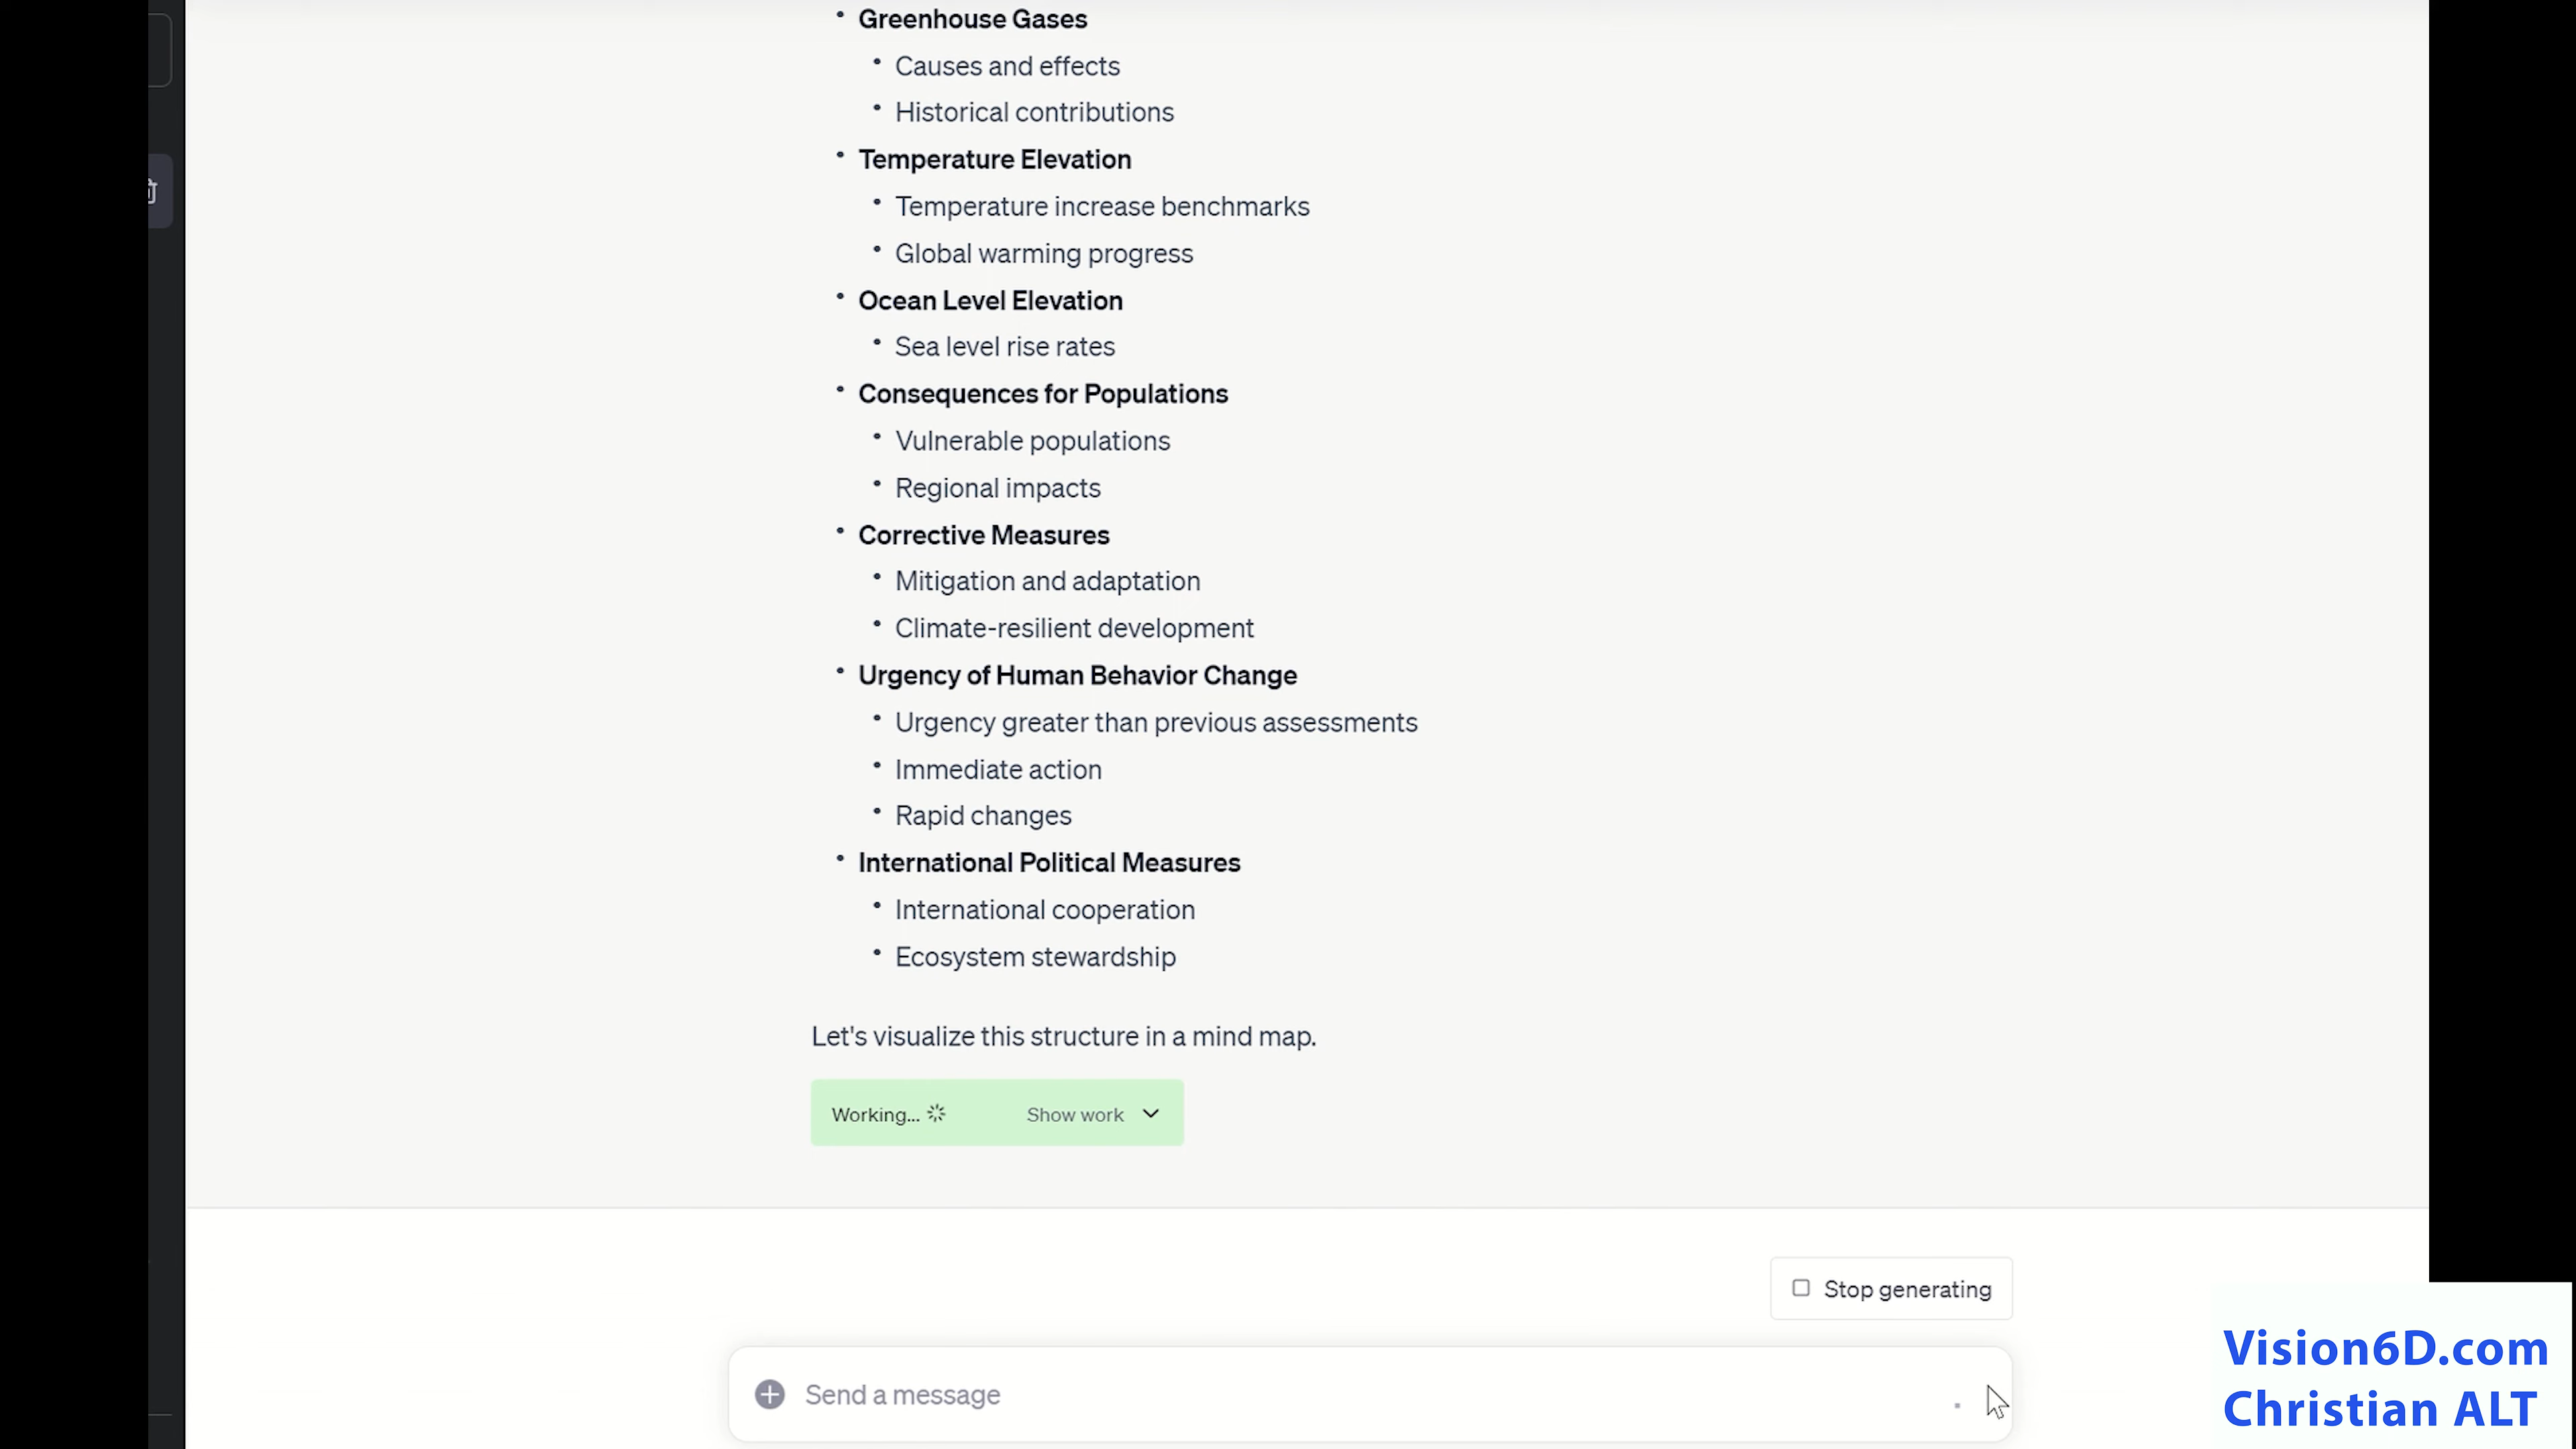 Greenhouse Gases
Causes and effects
Historical contributions
Temperature Elevation
Temperature increase benchmarks
Global warming progress
Ocean Level Elevation
Sea level rise rates
Consequences for Populations
Vulnerable populations
Regional impacts
Corrective Measures
Mitigation and adaptation
Climate-resilient development
Urgency of Human Behavior Change
Urgency greater than previous assessments
Immediate action
Rapid changes
International Political Measures
International cooperation
Ecosystem stewardship
Let's visualize this structure in a mind map.
Working... Show work
Stop generating
Send a message
Vision6D.com
Christian ALT